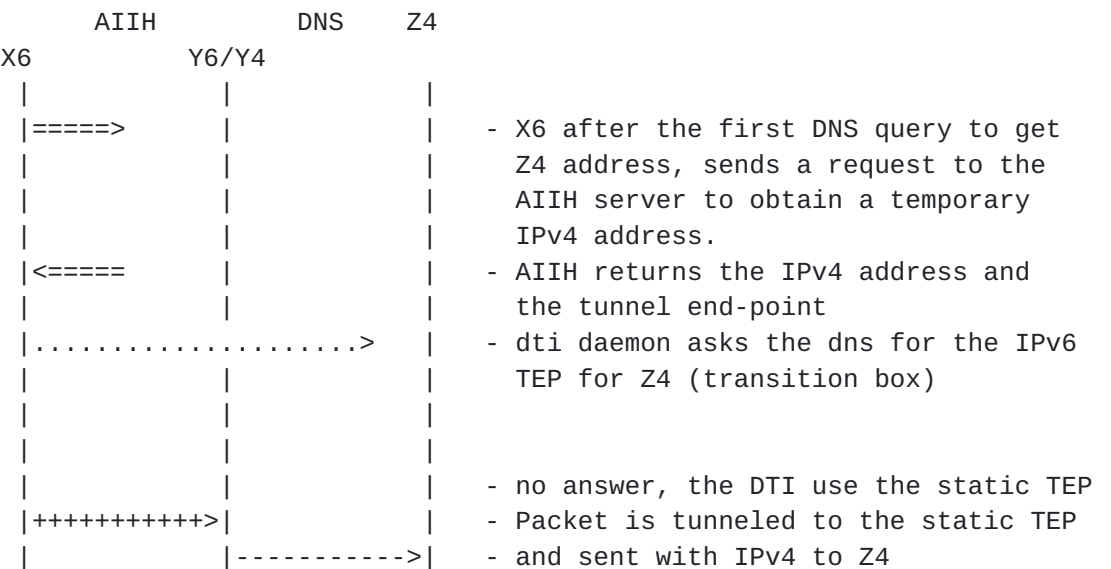 AIIH         DNS    Z4
X6          Y6/Y4
 |            |            |
 |=====>      |            |   - X6 after the first DNS query to get
 |            |            |     Z4 address, sends a request to the
 |            |            |     AIIH server to obtain a temporary
 |            |            |     IPv4 address.
 |<=====      |            |   - AIIH returns the IPv4 address and
 |            |            |     the tunnel end-point
 |.....................>   |   - dti daemon asks the dns for the IPv6
 |            |            |     TEP for Z4 (transition box)
 |            |            |
 |            |            |
 |            |            |   - no answer, the DTI use the static TEP
 |+++++++++++>|            |   - Packet is tunneled to the static TEP
 |            |----------->|   - and sent with IPv4 to Z4